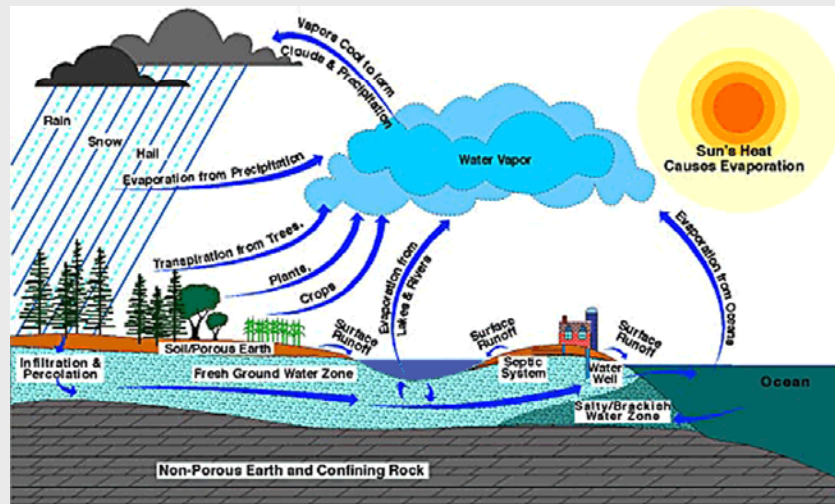 Vapors Cool to form
Clouds & Precipitation
Rain
Snow
Hail
Water Vapor
Sun's Heat
Causes Evaporation
Evaporation from Precipitation
Transpiration from Trees,
Plants,
Crops
Evaporation from
Lakes & Rivers
Evaporation from Oceans
Surface
Runoff
Surface
Runoff
Surface
Runoff
Soil/Porous Earth
Infiltration &
Percolation
Fresh Ground Water Zone
Septic
System
Water
Well
Ocean
Salty/Brackish
Water Zone
Non-Porous Earth and Confining Rock